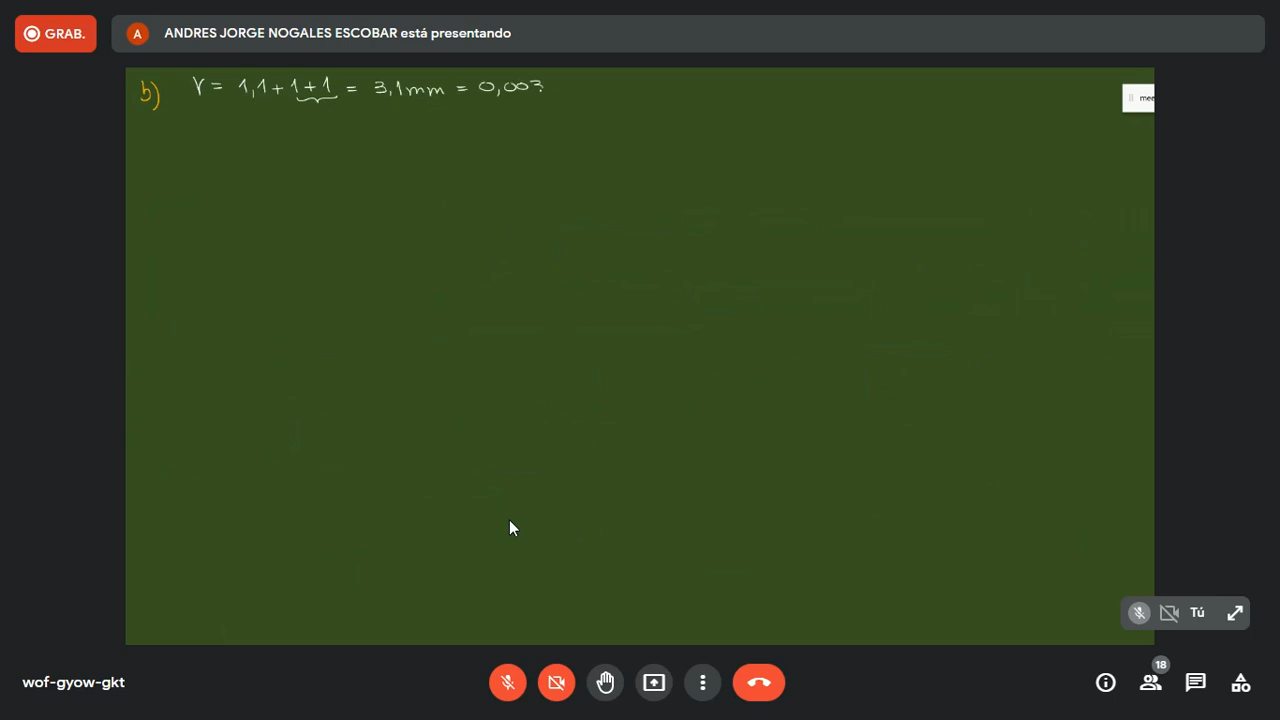 GRAB.
A ANDRES JORGE NOGALES ESCOBAR está presentando
b) r = 1,1 + 1 + 1 = 3,1mm = 0,003
mee
Tú
wof-gyow-gkt
18